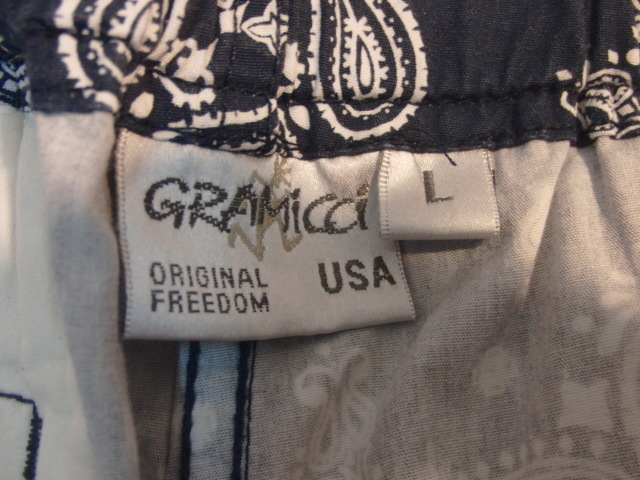 GRAMiCCi
L
ORIGINAL
FREEDOM
USA